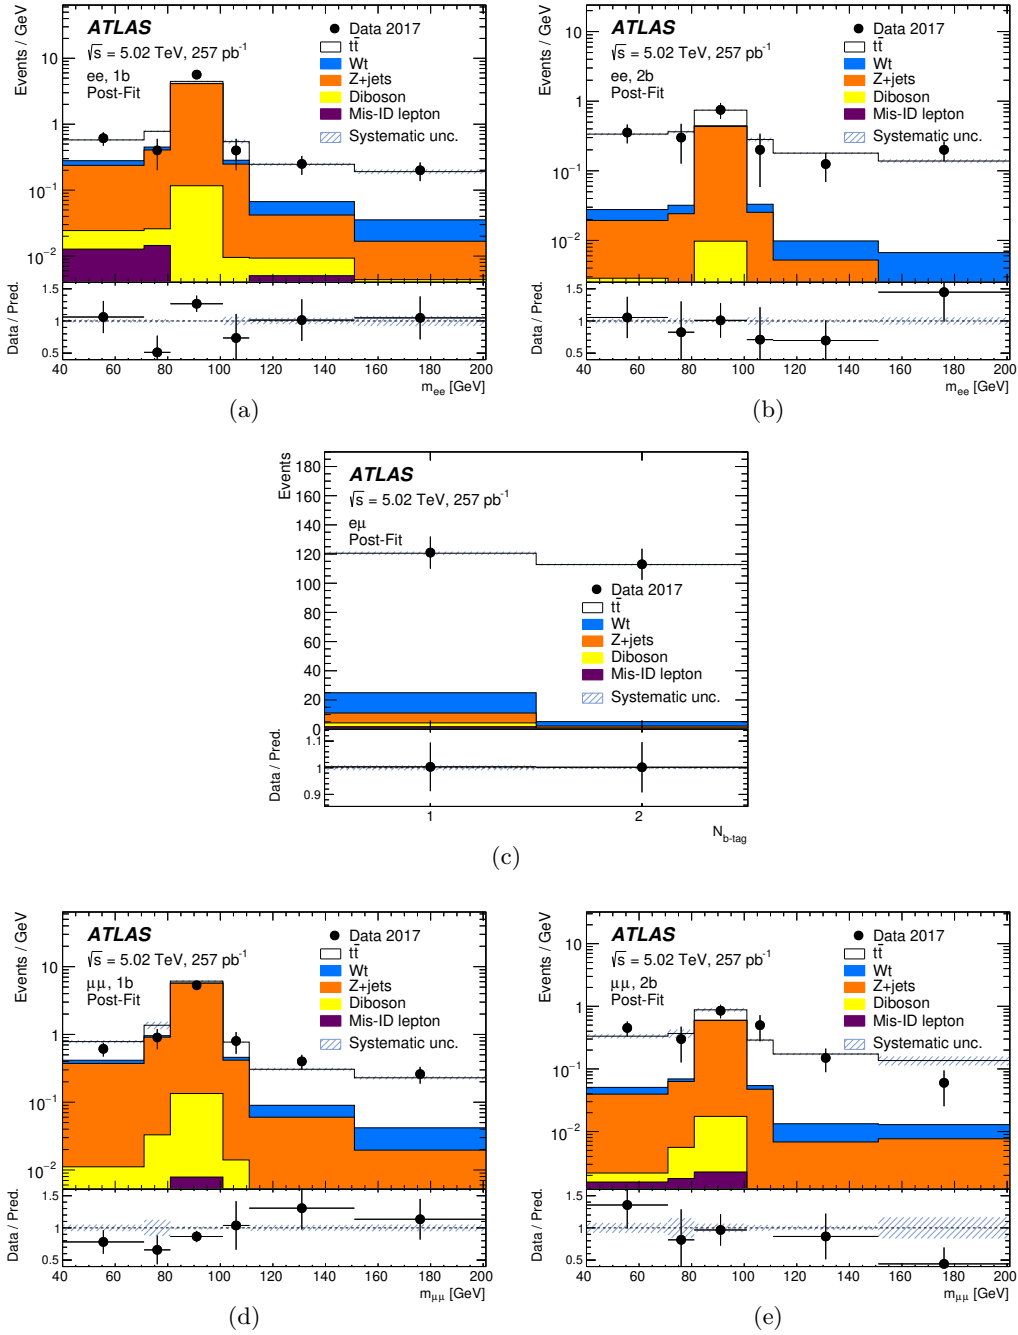 Events / GeV
ATLAS
√s = 5.02 TeV, 257 pb⁻¹
ee, 1b
Post-Fit
Data 2017
tt̄
Wt
Z+jets
Diboson
Mis-ID lepton
Systematic unc.
10
1
10⁻¹
10⁻²
Data / Pred.
1.5
1
0.5
40 60 80 100 120 140 160 180 200
m_ee [GeV]
(a)
Events / GeV
ATLAS
√s = 5.02 TeV, 257 pb⁻¹
ee, 2b
Post-Fit
Data 2017
tt̄
Wt
Z+jets
Diboson
Mis-ID lepton
Systematic unc.
10
1
10⁻¹
10⁻²
Data / Pred.
1.5
1
0.5
40 60 80 100 120 140 160 180 200
m_ee [GeV]
(b)
Events
ATLAS
√s = 5.02 TeV, 257 pb⁻¹
eμ
Post-Fit
Data 2017
tt̄
Wt
Z+jets
Diboson
Mis-ID lepton
Systematic unc.
180
160
140
120
100
80
60
40
20
0
Data / Pred.
1.1
1
0.9
1 2
N_b-tag
(c)
Events / GeV
ATLAS
√s = 5.02 TeV, 257 pb⁻¹
μμ, 1b
Post-Fit
Data 2017
tt̄
Wt
Z+jets
Diboson
Mis-ID lepton
Systematic unc.
10
1
10⁻¹
10⁻²
Data / Pred.
1.5
1
0.5
40 60 80 100 120 140 160 180 200
m_μμ [GeV]
(d)
Events / GeV
ATLAS
√s = 5.02 TeV, 257 pb⁻¹
μμ, 2b
Post-Fit
Data 2017
tt̄
Wt
Z+jets
Diboson
Mis-ID lepton
Systematic unc.
10
1
10⁻¹
10⁻²
Data / Pred.
1.5
1
0.5
40 60 80 100 120 140 160 180 200
m_μμ [GeV]
(e)